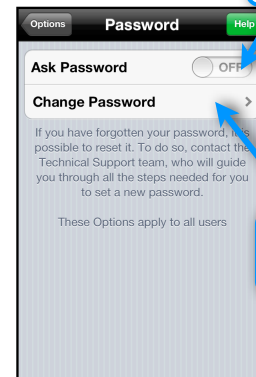 Options Password Help
Ask Password OFF
Change Password
If you have forgotten your password, it is
possible to reset it. To do so, contact the
Technical Support team, who will guide
you through all the steps needed for you
to set a new password.
These Options apply to all users